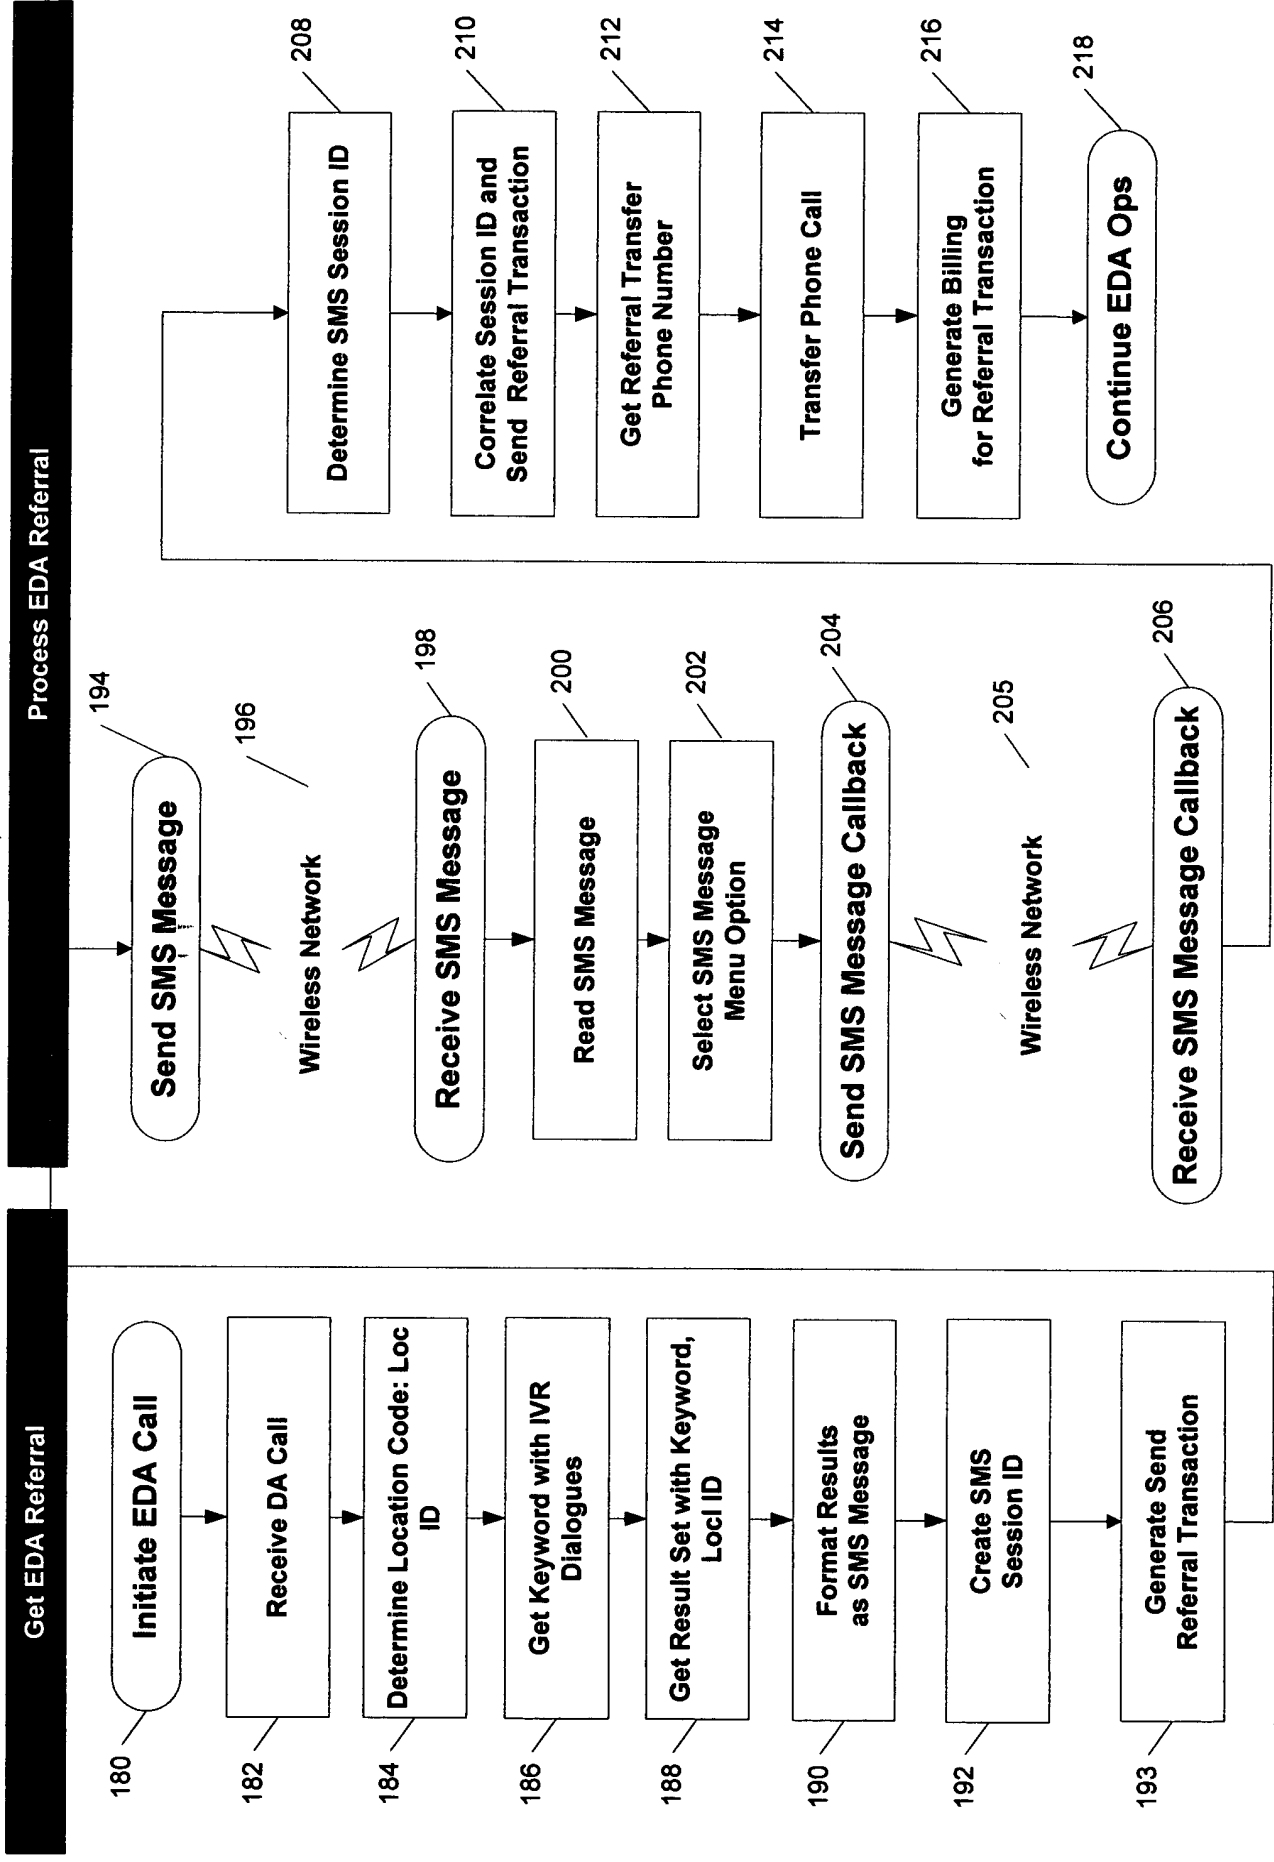 Get EDA Referral
180
Initiate EDA Call
182
Receive DA Call
184
Determine Location Code: Loc
ID
186
Get Keyword with IVR
Dialogues
188
Get Result Set with Keyword,
LocI ID
190
Format Results
as SMS Message
192
Create SMS
Session ID
193
Generate Send
Referral Transaction
Process EDA Referral
194
Send SMS Message
196
Wireless Network
198
Receive SMS Message
200
Read SMS Message
202
Select SMS Message
Menu Option
204
Send SMS Message Callback
205
Wireless Network
206
Receive SMS Message Callback
208
Determine SMS Session ID
210
Correlate Session ID and
Send Referral Transaction
212
Get Referral Transfer
Phone Number
214
Transfer Phone Call
216
Generate Billing
for Referral Transaction
218
Continue EDA Ops